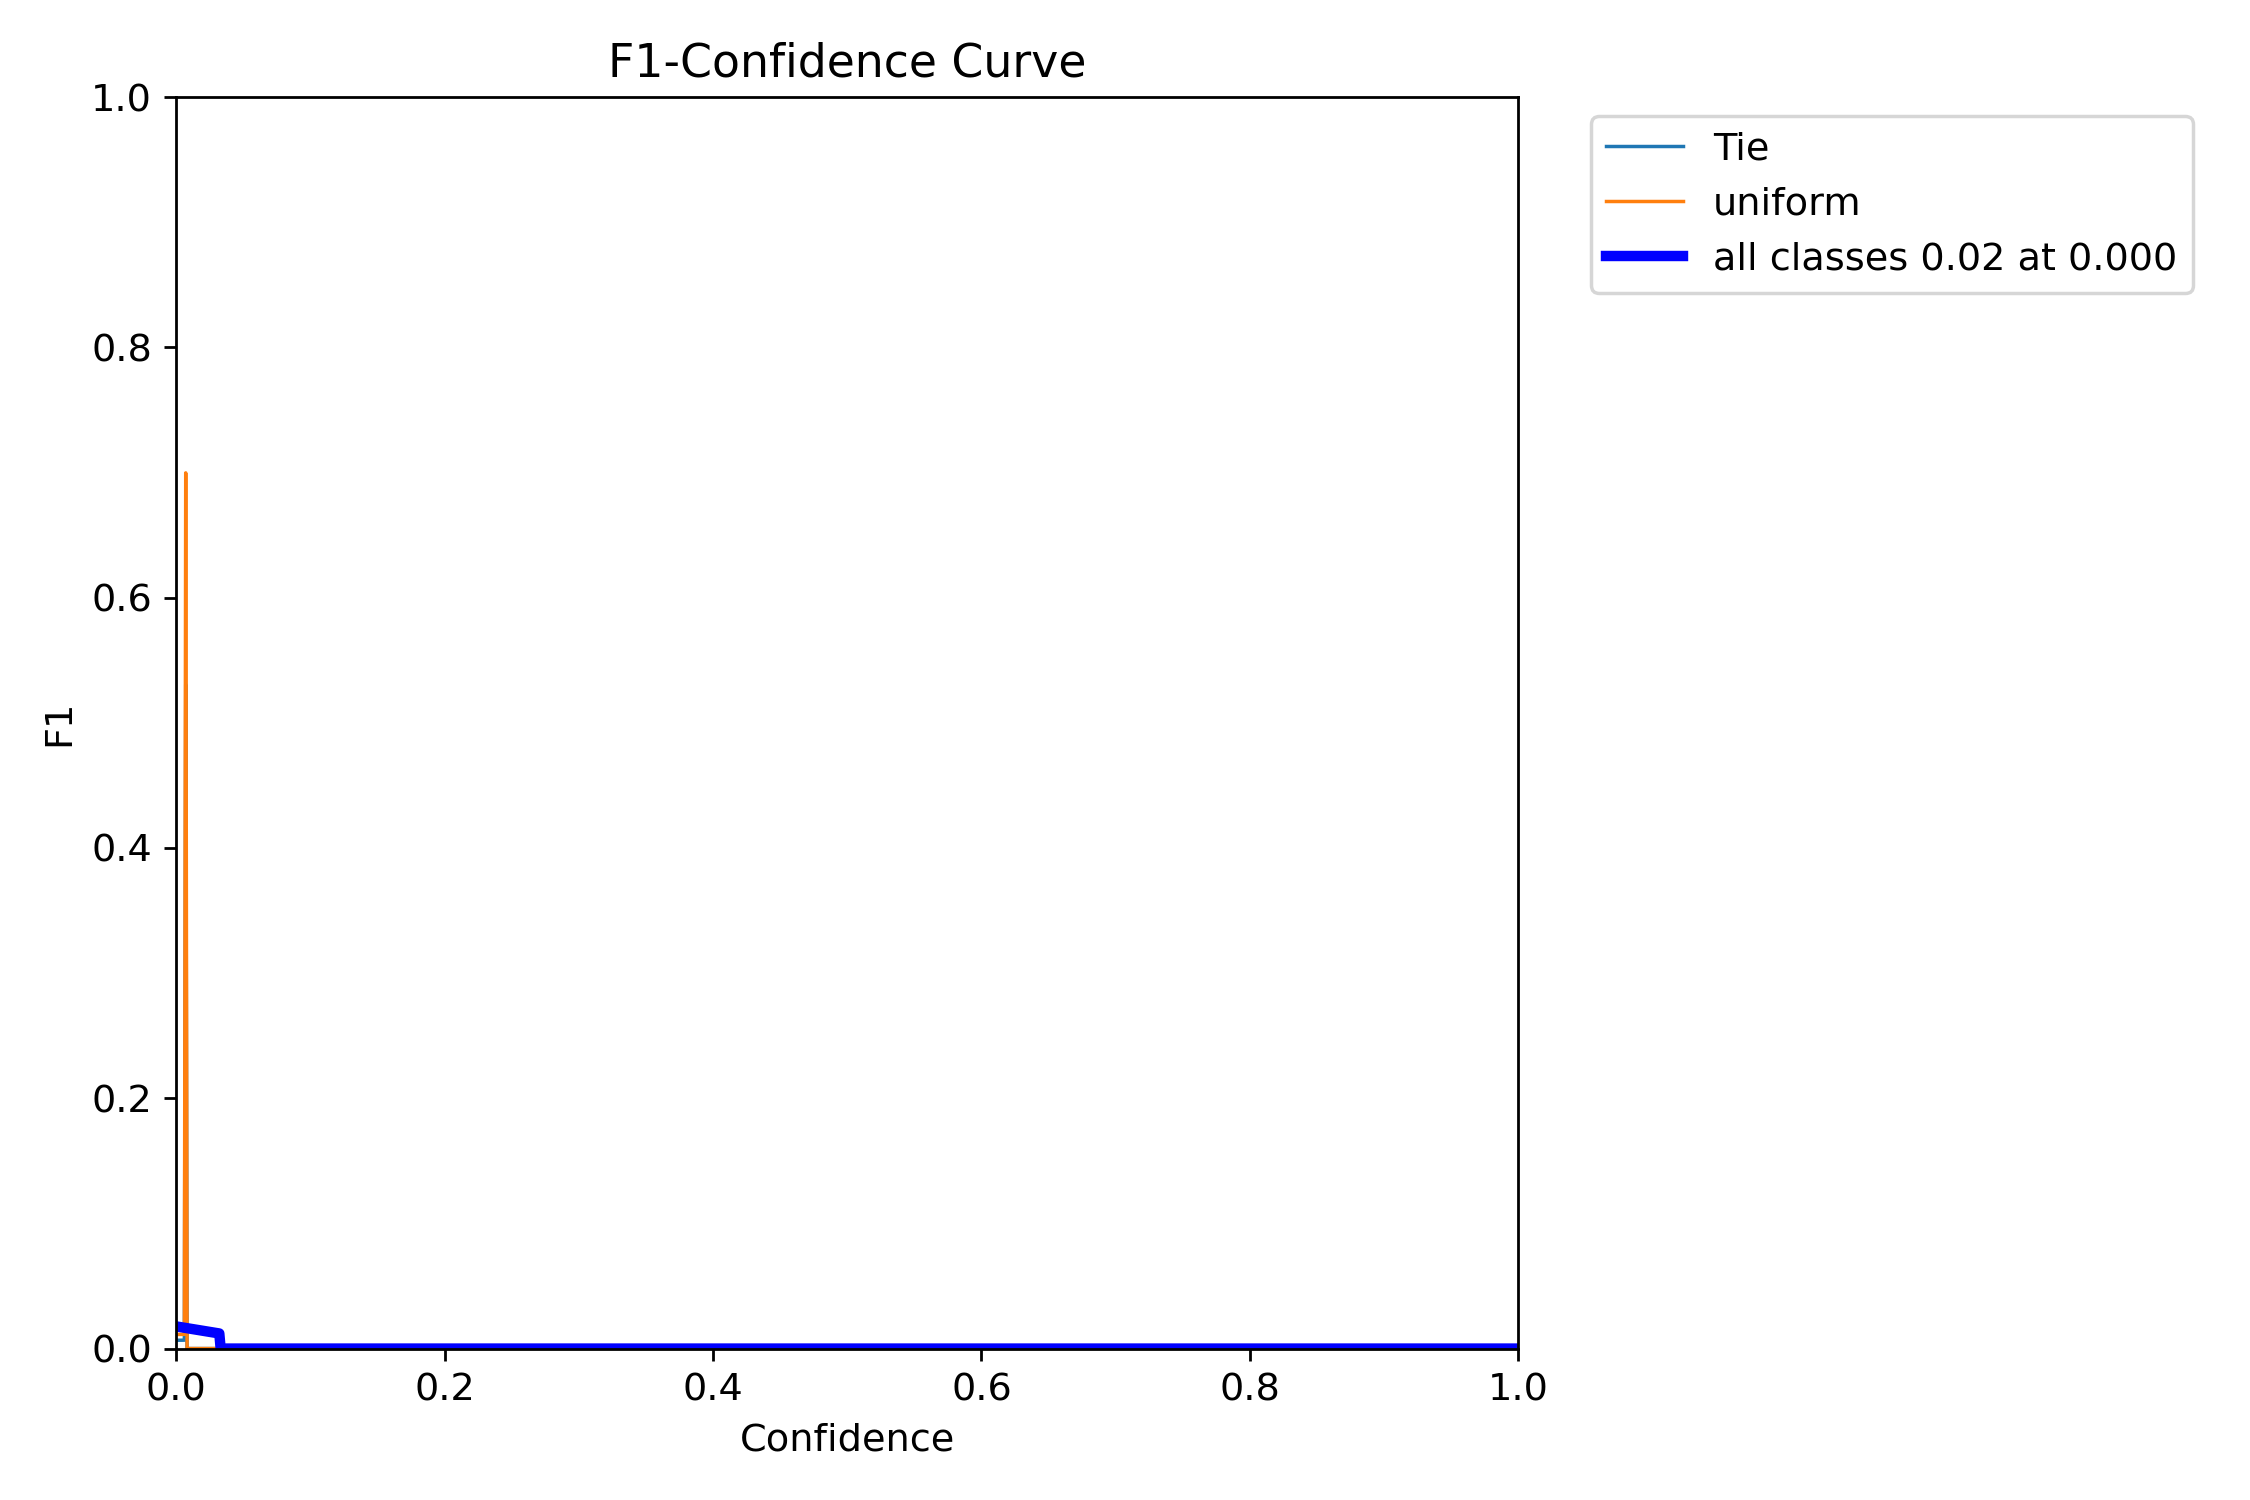 F1-Confidence Curve
1.0
0.8
0.6
0.4
0.2
0.0
F1
0.0 0.2 0.4 0.6 0.8 1.0
Confidence
Tie
uniform
all classes 0.02 at 0.000